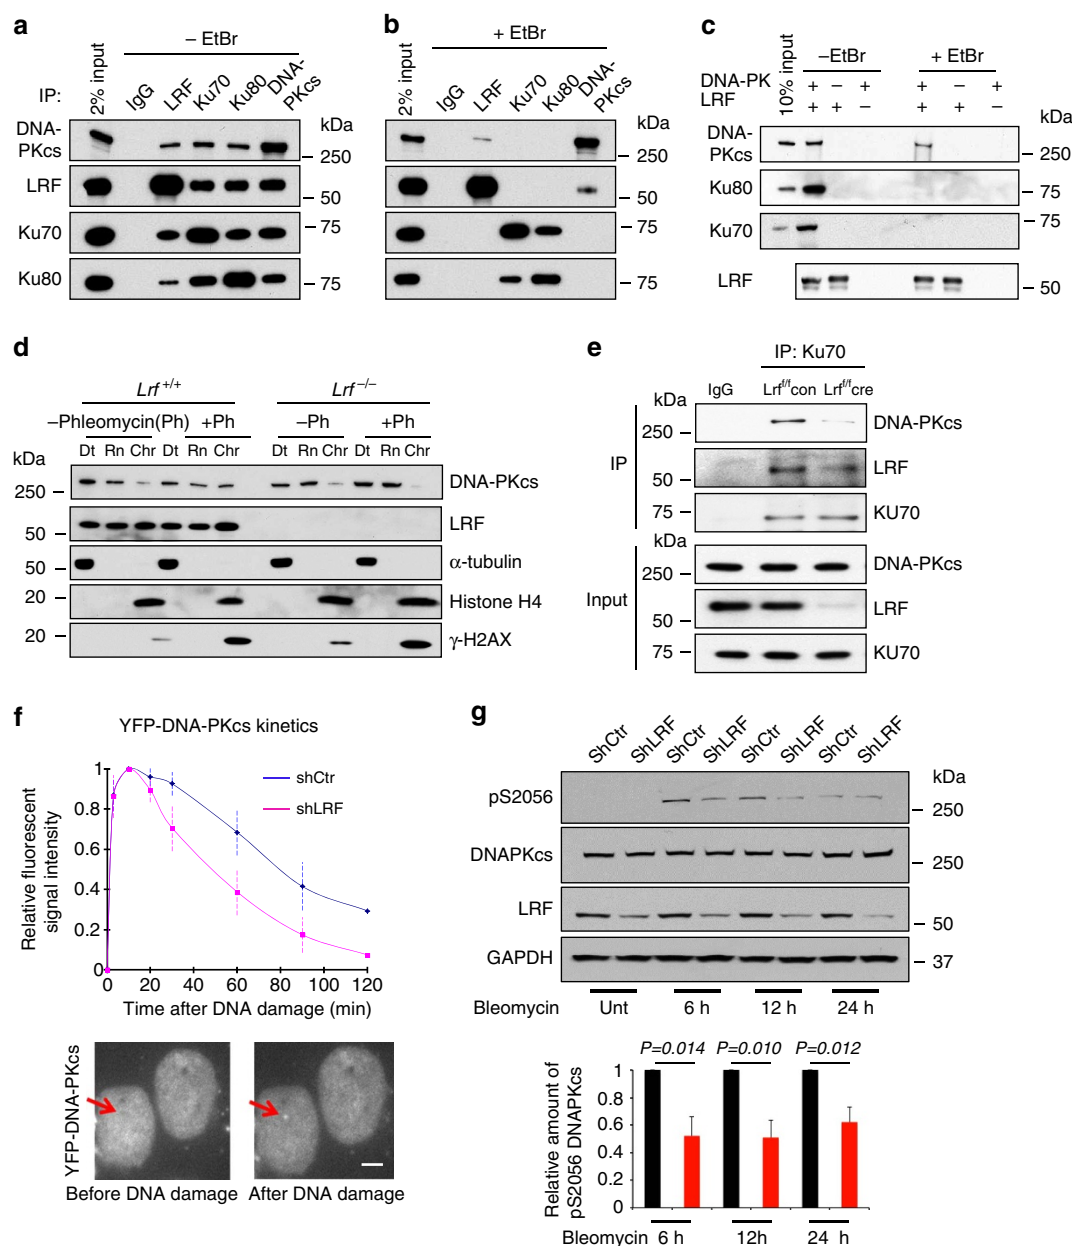 a
– EtBr
IP:
2% input
IgG
LRF
Ku70
Ku80
DNA-
PKcs
kDa
DNA-
PKcs
250
LRF
50
Ku70
75
Ku80
75
b
+ EtBr
2% input
IgG
LRF
Ku70
Ku80
DNA-
PKcs
kDa
250
50
75
75
c
10% input
–EtBr
+ EtBr
DNA-PK + – + + – +
LRF + + – + + –
kDa
DNA-
PKcs
250
Ku80
75
Ku70
75
LRF
50
d
Lrf+/+
Lrf–/–
–Phleomycin(Ph) +Ph –Ph +Ph
kDa
Dt Rn Chr Dt Rn Chr Dt Rn Chr Dt Rn Chr
250 DNA-PKcs
50 LRF
50 α-tubulin
20 Histone H4
20 γ-H2AX
e
IP: Ku70
kDa
IgG Lrff/fcon Lrff/fcre
IP
250 DNA-PKcs
50 LRF
75 KU70
kDa
Input
250 DNA-PKcs
50 LRF
75 KU70
f
YFP-DNA-PKcs kinetics
shCtr
shLRF
Relative fluorescent
signal intensity
1
0.8
0.6
0.4
0.2
0
0 20 40 60 80 100 120
Time after DNA damage (min)
YFP-DNA-PKcs
Before DNA damage After DNA damage
g
ShCtr ShLRF ShCtr ShLRF ShCtr ShLRF ShCtr ShLRF
kDa
pS2056 250
DNAPKcs 250
LRF 50
GAPDH 37
Bleomycin Unt 6 h 12 h 24 h
P=0.014 P=0.010 P=0.012
Relative amount of
pS2056 DNAPKcs
1
0.8
0.6
0.4
0.2
0
Bleomycin 6 h 12h 24 h